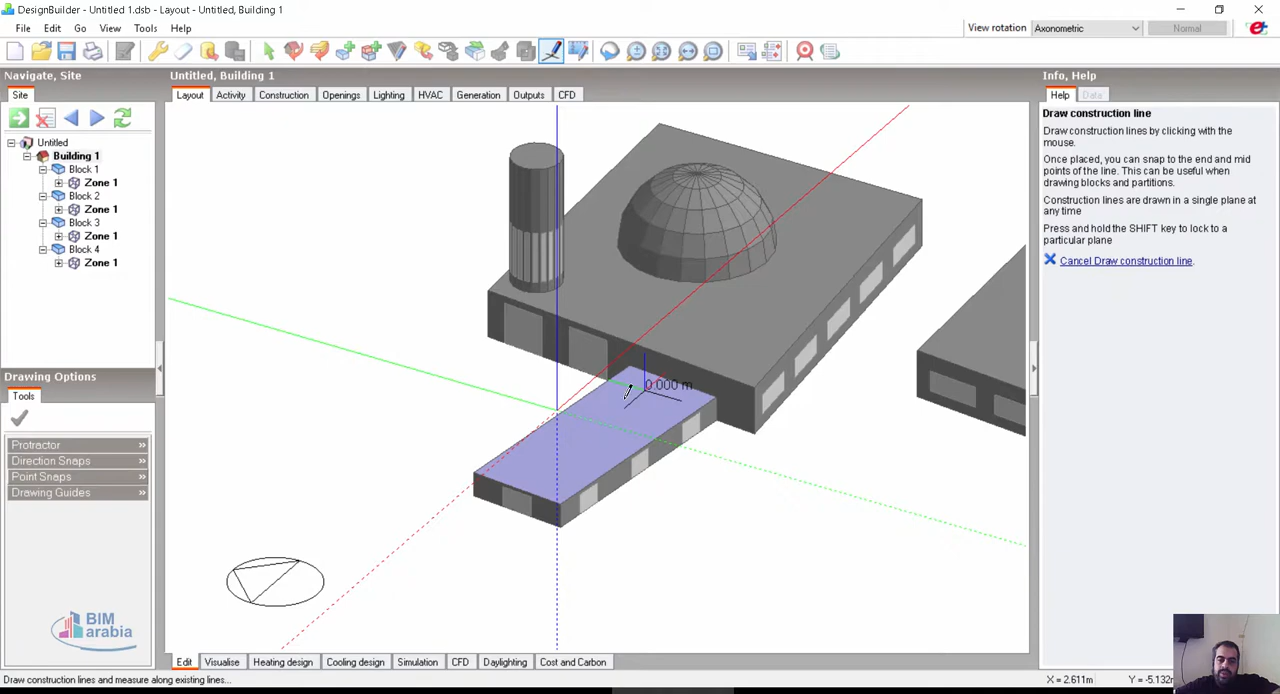 DesignBuilder - Untitled 1.dsb - Layout - Untitled, Building 1
File Edit Go View Tools Help
View rotation Axonometric Normal
Navigate, Site
Site
Untitled
Building 1
Block 1
Zone 1
Block 2
Zone 1
Block 3
Zone 1
Block 4
Zone 1
Drawing Options
Tools
Protractor »
Direction Snaps »
Point Snaps »
Drawing Guides »
BIM
arabia
Untitled, Building 1
Layout Activity Construction Openings Lighting HVAC Generation Outputs CFD
0.000 m
Edit Visualise Heating design Cooling design Simulation CFD Daylighting Cost and Carbon
Info, Help
Help Data
Draw construction line
Draw construction lines by clicking with the
mouse.
Once placed, you can snap to the end and mid
points of the line. This can be useful when
drawing blocks and partitions.
Construction lines are drawn in a single plane at
any time
Press and hold the SHIFT key to lock to a
particular plane
Cancel Draw construction line.
Draw construction lines and measure along existing lines...
X = 2.611m Y = -5.132m